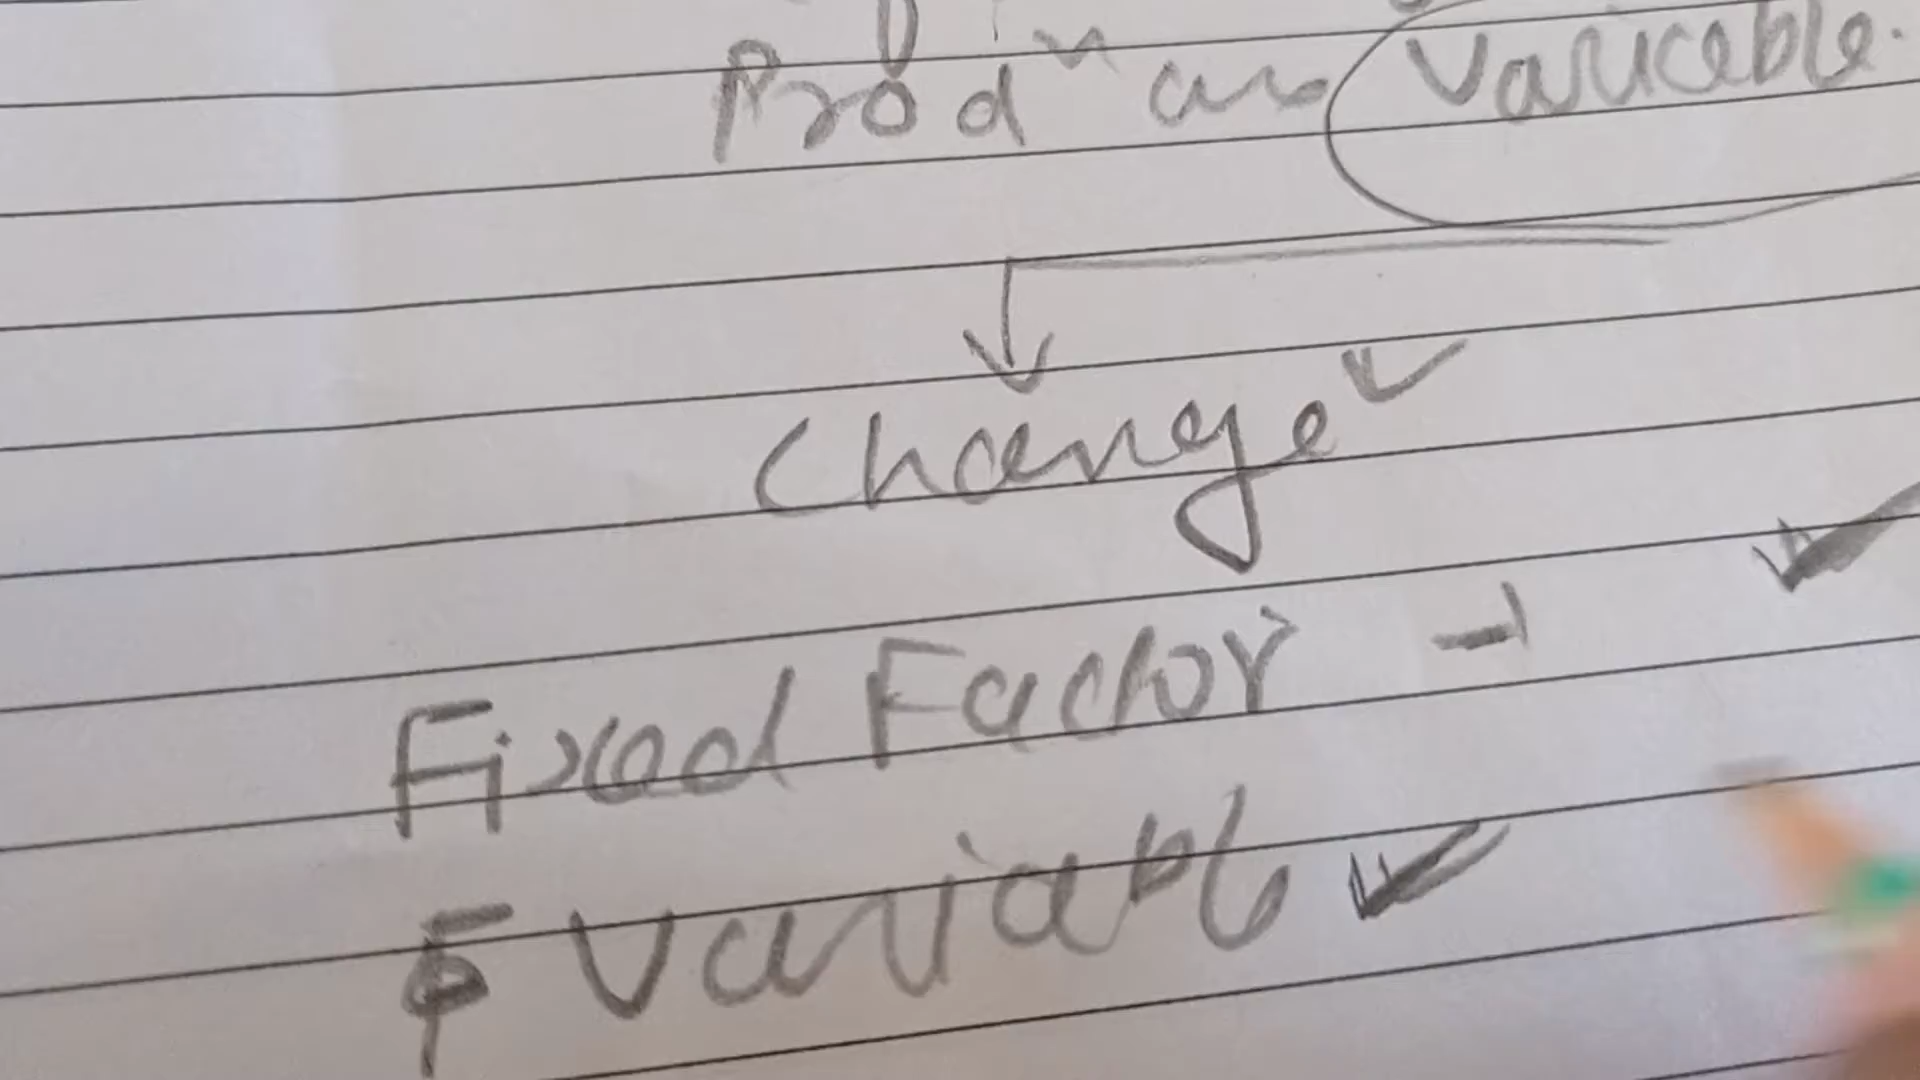 Prodⁿ are variable.
Change
Fixed Factor -
Variable